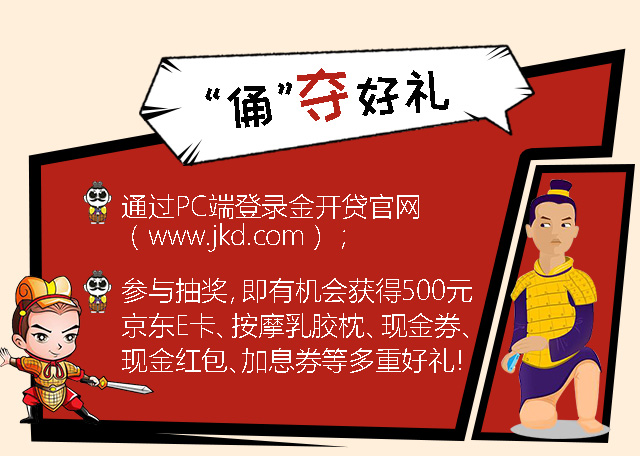 “俑”夺好礼
通过PC端登录金开贷官网
（www.jkd.com）；
参与抽奖, 即有机会获得500元
京东E卡、按摩乳胶枕、现金券、
现金红包、加息券等多重好礼!